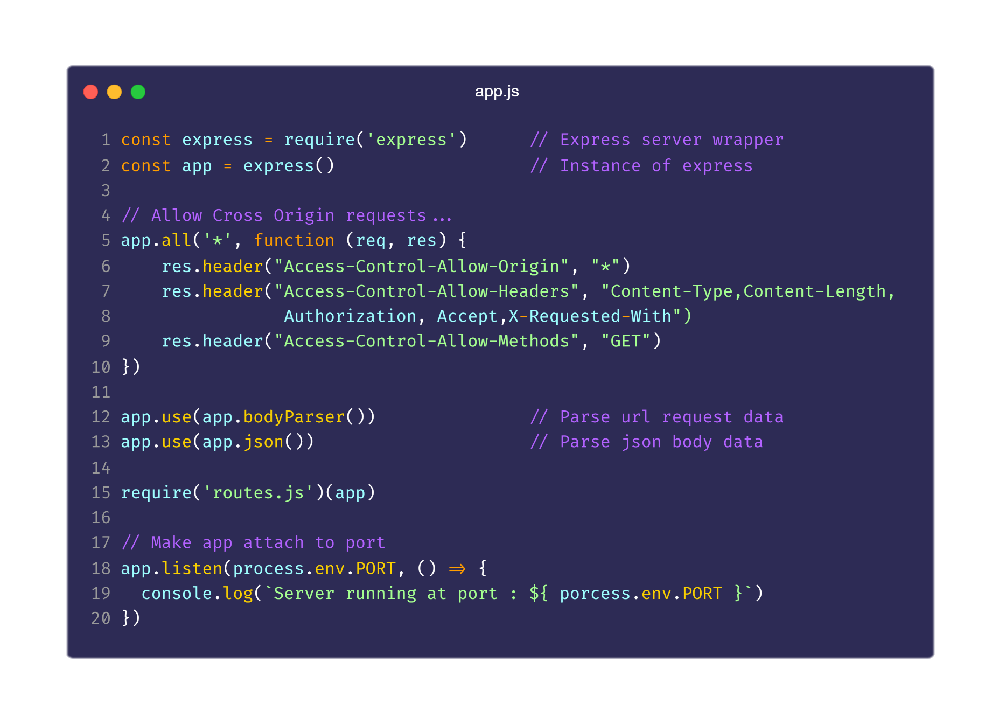 app.js
1 const express = require('express')      // Express server wrapper
2 const app = express()                   // Instance of express
3
4 // Allow Cross Origin requests...
5 app.all('*', function (req, res) {
6     res.header("Access-Control-Allow-Origin", "*")
7     res.header("Access-Control-Allow-Headers", "Content-Type,Content-Length,
8                 Authorization, Accept,X-Requested-With")
9     res.header("Access-Control-Allow-Methods", "GET")
10 })
11
12 app.use(app.bodyParser())               // Parse url request data
13 app.use(app.json())                     // Parse json body data
14
15 require('routes.js')(app)
16
17 // Make app attach to port
18 app.listen(process.env.PORT, () => {
19   console.log(`Server running at port : ${ porcess.env.PORT }`)
20 })